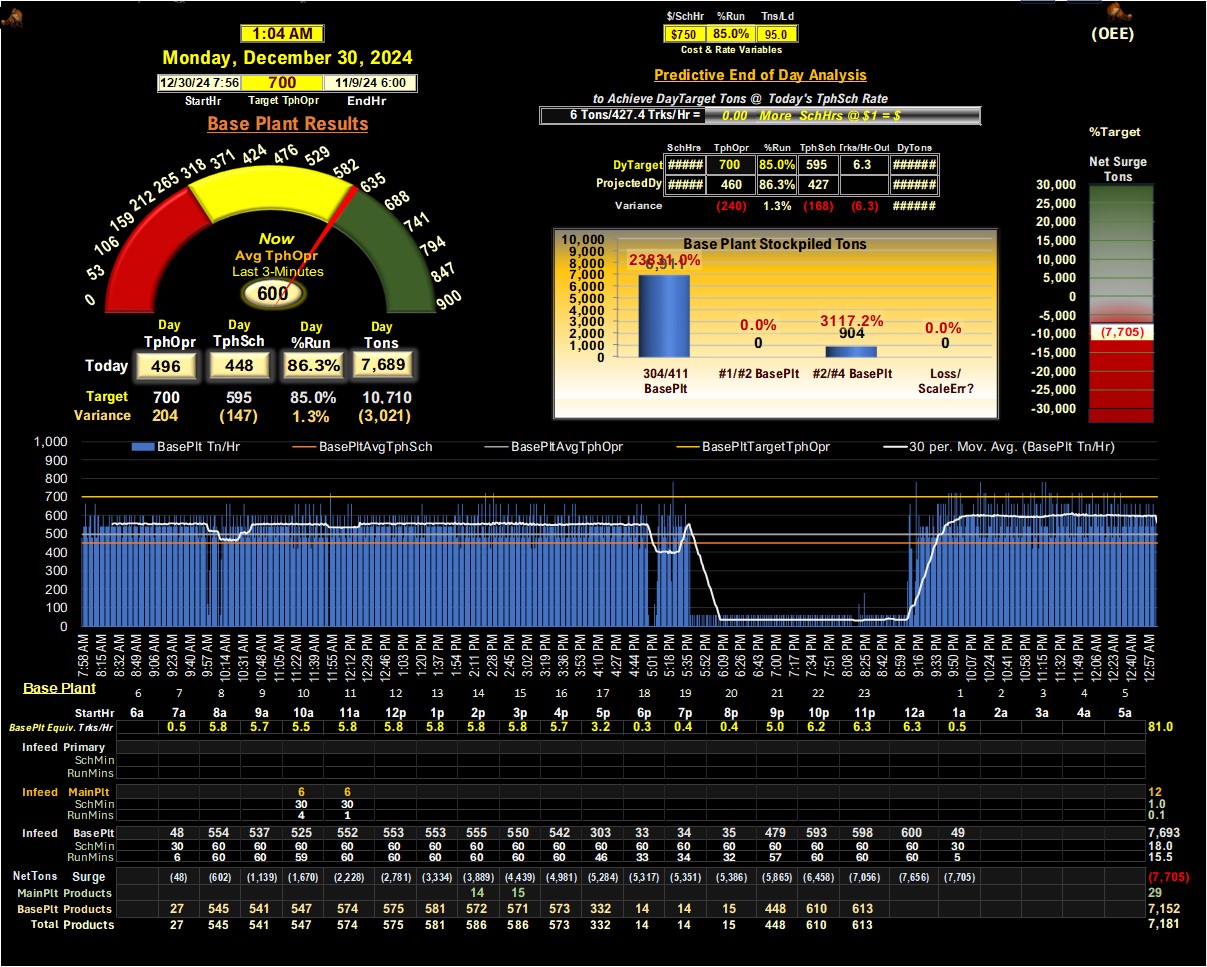 1:04 AM
Monday, December 30, 2024
12/30/24 7:56 700 11/9/24 6:00
StartHr Target TphOpr EndHr
Base Plant Results
0 53 106 159 212 265 318 371 424 476 529 582 635 688 741 794 847 900
Now
Avg TphOpr
Last 3-Minutes
600
Day Day Day Day
TphOpr TphSch %Run Tons
Today 496 448 86.3% 7,689
Target 700 595 85.0% 10,710
Variance 204 (147) 1.3% (3,021)
$/SchHr %Run Tns/Ld
$750 85.0% 95.0
Cost & Rate Variables
Predictive End of Day Analysis
to Achieve DayTarget Tons @ Today's TphSch Rate
6 Tons/427.4 Trks/Hr = 0.00 More SchHrs @ $1 = $
SchHrs TphOpr %Run TphSch Trks/Hr-Out DyTons
DyTarget ##### 700 85.0% 595 6.3 ######
ProjectedDy ##### 460 86.3% 427 ######
Variance (240) 1.3% (168) (6.3) ######
Base Plant Stockpiled Tons
10,000
9,000
8,000
7,000
6,000
5,000
4,000
3,000
2,000
1,000
0
23831.0% 0.0% 3117.2% 0.0%
6,911 0 904 0
304/411 BasePlt
#1/#2 BasePlt
#2/#4 BasePlt
Loss/ ScaleErr?
(OEE)
%Target
Net Surge
Tons
30,000
25,000
20,000
15,000
10,000
5,000
0
-5,000
-10,000
-15,000
-20,000
-25,000
-30,000
(7,705)
BasePlt Tn/Hr BasePltAvgTphSch BasePltAvgTphOpr BasePltTargetTphOpr 30 per. Mov. Avg. (BasePlt Tn/Hr)
1,000
900
800
700
600
500
400
300
200
100
0
7:58 AM 8:15 AM 8:32 AM 8:49 AM 9:06 AM 9:23 AM 9:40 AM 9:57 AM 10:14 AM 10:31 AM 10:48 AM 11:05 AM 11:22 AM 11:39 AM 11:55 AM 12:12 PM 12:29 PM 12:46 PM 1:03 PM 1:20 PM 1:37 PM 1:54 PM 2:11 PM 2:28 PM 2:45 PM 3:02 PM 3:19 PM 3:36 PM 3:53 PM 4:10 PM 4:27 PM 4:44 PM 5:01 PM 5:18 PM 5:35 PM 5:52 PM 6:09 PM 6:26 PM 6:43 PM 7:00 PM 7:17 PM 7:34 PM 7:51 PM 8:08 PM 8:25 PM 8:42 PM 8:59 PM 9:16 PM 9:33 PM 9:50 PM 10:07 PM 10:24 PM 10:41 PM 10:58 PM 11:15 PM 11:32 PM 11:49 PM 12:06 AM 12:23 AM 12:40 AM 12:57 AM
Base Plant 6 7 8 9 10 11 12 13 14 15 16 17 18 19 20 21 22 23 1 2 3 4 5
StartHr 6a 7a 8a 9a 10a 11a 12p 1p 2p 3p 4p 5p 6p 7p 8p 9p 10p 11p 12a 1a 2a 3a 4a 5a
BasePlt Equiv. Trks/Hr 0.5 5.8 5.7 5.5 5.8 5.8 5.8 5.8 5.8 5.7 3.2 0.3 0.4 0.4 5.0 6.2 6.3 6.3 0.5 81.0
Infeed Primary
SchMin
RunMins
Infeed MainPlt 6 6 12
SchMin 30 30 1.0
RunMins 4 1 0.1
Infeed BasePlt 48 554 537 525 552 553 553 555 550 542 303 33 34 35 479 593 598 600 49 7,693
SchMin 30 60 60 60 60 60 60 60 60 60 60 60 60 60 60 60 60 60 30 18.0
RunMins 6 60 60 59 60 60 60 60 60 60 46 33 34 32 57 60 60 60 5 15.5
NetTons Surge (48) (602) (1,139) (1,670) (2,228) (2,781) (3,334) (3,889) (4,439) (4,981) (5,284) (5,317) (5,351) (5,386) (5,865) (6,458) (7,056) (7,656) (7,705) (7,705)
MainPlt Products 14 15 29
BasePlt Products 27 545 541 547 574 575 581 572 571 573 332 14 14 15 448 610 613 7,152
Total Products 27 545 541 547 574 575 581 586 586 573 332 14 14 15 448 610 613 7,181